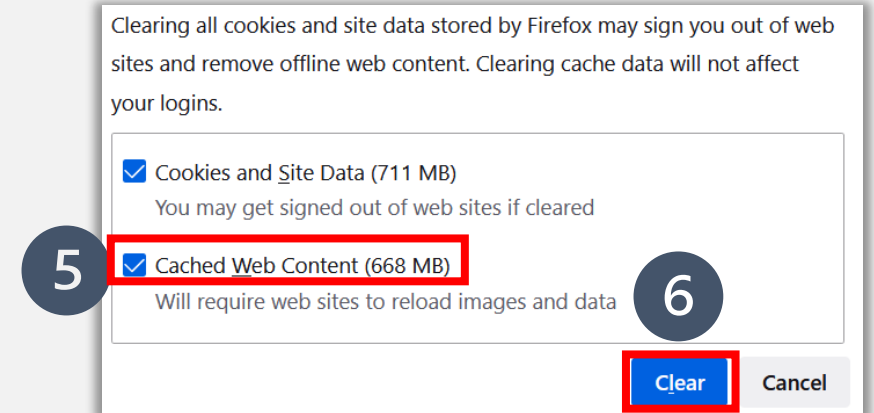 Clearing all cookies and site data stored by Firefox may sign you out of web
sites and remove offline web content. Clearing cache data will not affect
your logins.
Cookies and Site Data (711 MB)
You may get signed out of web sites if cleared
5
Cached Web Content (668 MB)
Will require web sites to reload images and data
6
Clear
Cancel